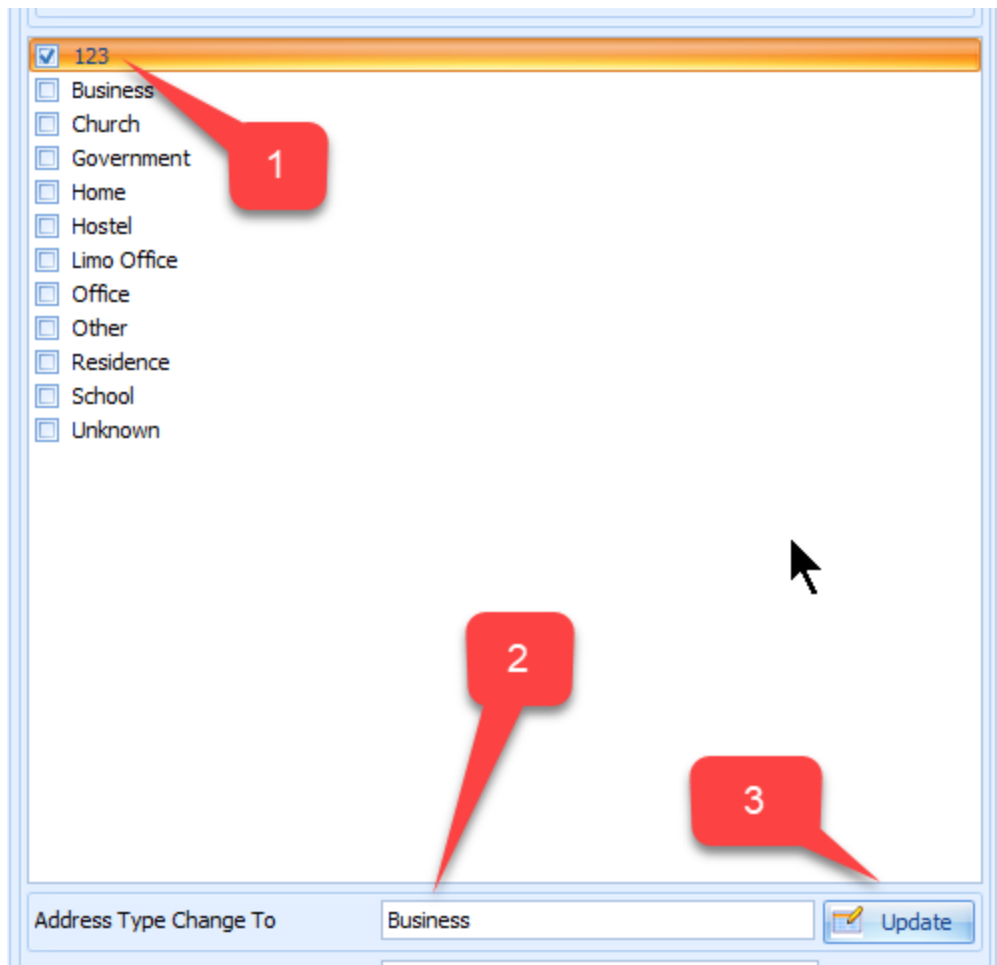 123
Business
Church
Government
1
Home
Hostel
Limo Office
Office
Other
Residence
School
Unknown
2
3
Address Type Change To Business Update